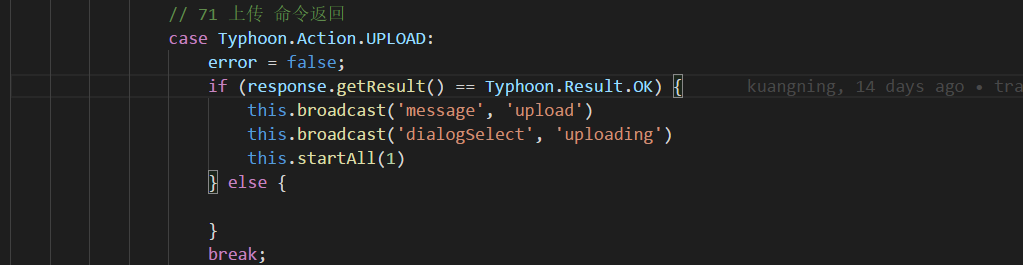 // 71 上传 命令返回
case Typhoon.Action.UPLOAD:
error = false;
if (response.getResult() == Typhoon.Result.OK) { kuangning, 14 days ago • tra
this.broadcast('message', 'upload')
this.broadcast('dialogSelect', 'uploading')
this.startAll(1)
} else {
}
break;